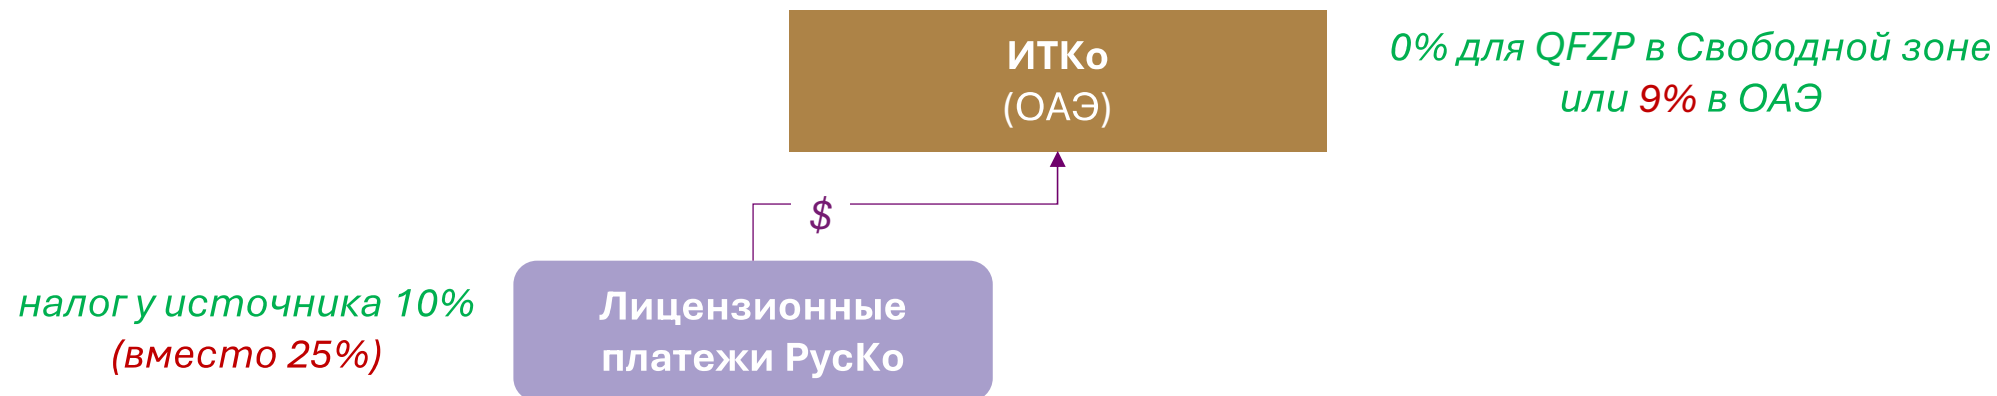 ИТКо
(ОАЭ)
0% для QFZP в Свободной зоне
или 9% в ОАЭ
$
налог у источника 10%
(вместо 25%)
Лицензионные
платежи РусКо